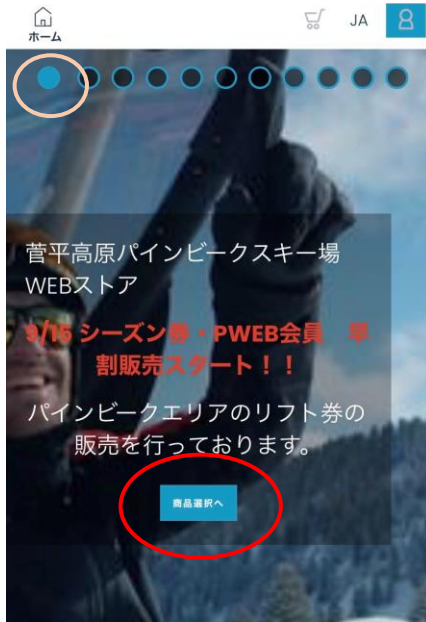 ホーム
JA
菅平高原パインビークスキー場
WEBストア
9/15 シーズン券・PWEB会員 早
割販売スタート！！
パインビークエリアのリフト券の
販売を行っております。
商品選択へ